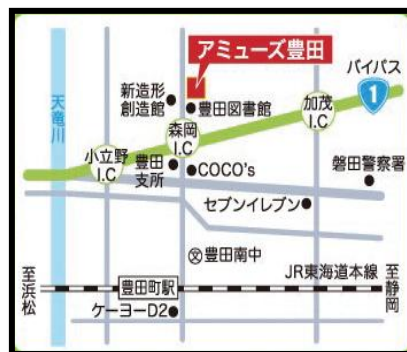 アミューズ豊田
バイパス
1
新造形
創造館
豊田図書館
加茂
I.C
天竜川
森岡
I.C
小立野
I.C
豊田
支所
COCO's
磐田警察署
セブンイレブン
㊫豊田南中
JR東海道本線
至浜松
至静岡
豊田町駅
ケーヨーD2